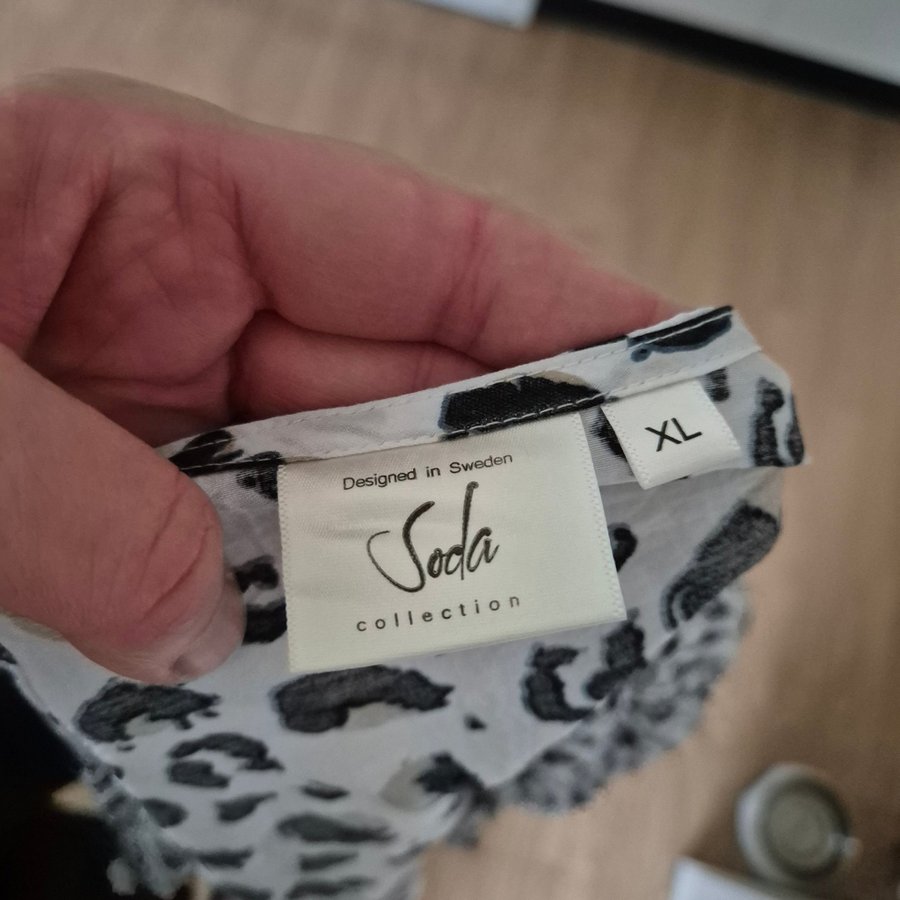 Designed in Sweden
Soda
collection
XL